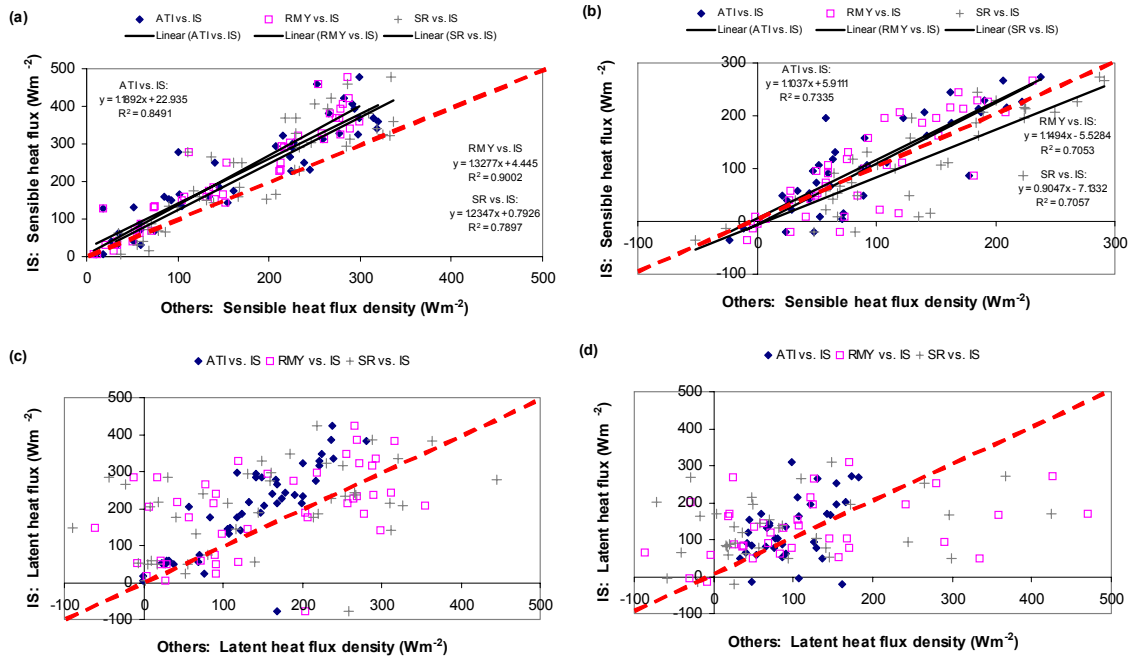 (a)
ATI vs. IS RMY vs. IS SR vs. IS
Linear (ATI vs. IS) Linear (RMY vs. IS) Linear (SR vs. IS)
IS: Sensible heat flux (Wm -2)
500
400
300
200
100
0
ATI vs. IS:
y = 1.1892x + 22.935
R2 = 0.8491
RMY vs. IS
y = 1.3277x + 4.445
R2 = 0.9002
SR vs. IS:
y = 1.2347x + 0.7926
R2 = 0.7897
0 100 200 300 400 500
Others: Sensible heat flux density (Wm-2)
(b)
ATI vs. IS RMY vs. IS SR vs. IS
Linear (ATI vs. IS) Linear (RMY vs. IS) Linear (SR vs. IS)
IS: Sensible heat flux (Wm -2)
300
200
100
0
-100
ATI vs. IS:
y = 1.1037x + 5.9111
R2 = 0.7335
RMY vs. IS:
y = 1.1494x - 5.5284
R2 = 0.7053
SR vs. IS:
y = 0.9047x - 7.1332
R2 = 0.7057
-100 0 100 200 300
Others: Sensible heat flux density (Wm-2)
(c)
ATI vs. IS RMY vs. IS SR vs. IS
IS: Latent heat flux (Wm -2)
500
400
300
200
100
0
-100
-100 0 100 200 300 400 500
Others: Latent heat flux density (Wm-2)
(d)
ATI vs. IS RMY vs. IS SR vs. IS
IS: Latent heat flux (Wm -2)
500
400
300
200
100
0
-100
-100 0 100 200 300 400 500
Others: Latent heat flux density (Wm-2)